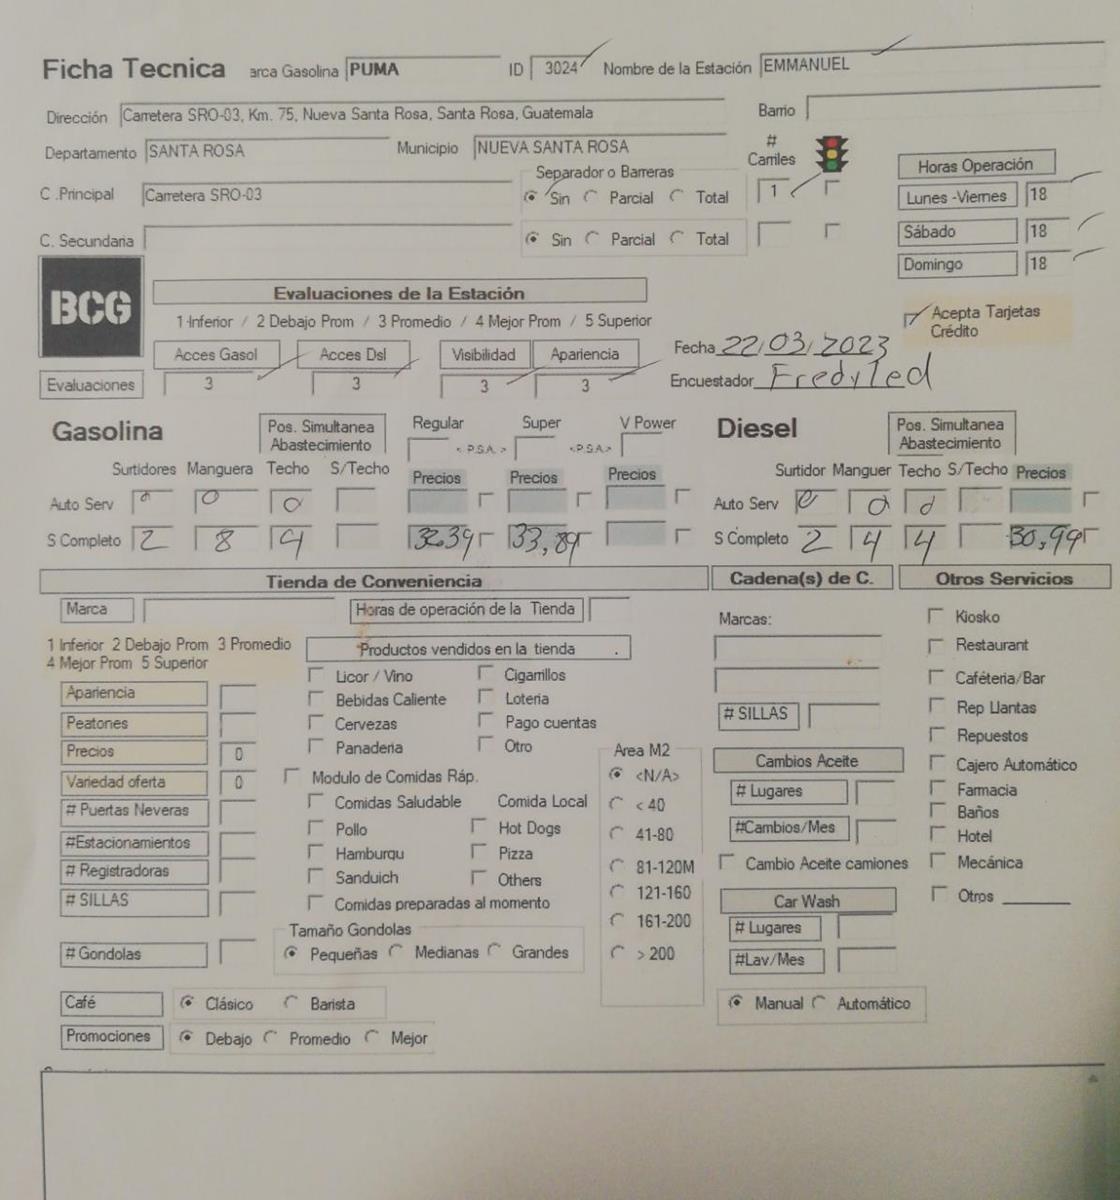 Ficha Tecnica arca Gasolina PUMA ID 3024 Nombre de la Estación EMMANUEL
Dirección Carretera SRO-03, Km. 75, Nueva Santa Rosa, Santa Rosa, Guatemala Barrio
Departamento SANTA ROSA Municipio NUEVA SANTA ROSA # Carriles
Horas Operación
Separador o Barreras
C .Principal Carretera SRO-03 Sin Parcial Total 1 Lunes -Viernes 18
C. Secundaria Sin Parcial Total Sábado 18
Domingo 18
BCG
Evaluaciones de la Estación
1 Inferior / 2 Debajo Prom / 3 Promedio / 4 Mejor Prom / 5 Superior
Acepta Tarjetas Crédito
Acces Gasol Acces Dsl Visibilidad Apariencia Fecha 22/03/2023
Evaluaciones 3 3 3 3 Encuestador
Gasolina Pos. Simultanea Abastecimiento Regular < P.S.A. > Super <P.S.A> V Power Diesel Pos. Simultanea Abastecimiento
Surtidores Manguera Techo S/Techo Precios Precios Precios Surtidor Manguer Techo S/Techo Precios
Auto Serv 0 0 0 Auto Serv 0 0 0
S Completo 2 8 4 32.39 33,89 S Completo 2 4 4 30,99
Tienda de Conveniencia Cadena(s) de C. Otros Servicios
Marca Horas de operación de la Tienda Marcas: Kiosko
1 Inferior 2 Debajo Prom 3 Promedio
4 Mejor Prom 5 Superior
Productos vendidos en la tienda . Restaurant
Apariencia Licor / Vino Cigarrillos Caféteria/Bar
Bebidas Caliente Loteria Rep Llantas
Peatones Cervezas Pago cuentas # SILLAS Repuestos
Precios 0 Panaderia Otro Area M2 Cambios Aceite Cajero Automático
Variedad oferta 0 Modulo de Comidas Ráp. <N/A> # Lugares Farmacia
# Puertas Neveras Comidas Saludable Comida Local < 40 Baños
#Estacionamientos Pollo Hot Dogs 41-80 #Cambios/Mes Hotel
# Registradoras Hamburqu Pizza 81-120M Cambio Aceite camiones Mecánica
# SILLAS Sanduich Others 121-160 Car Wash Otros
Comidas preparadas al momento
Tamaño Gondolas 161-200 # Lugares
# Gondolas Pequeñas Medianas Grandes > 200 #Lav/Mes
Café Clásico Barista Manual Automático
Promociones Debajo Promedio Mejor